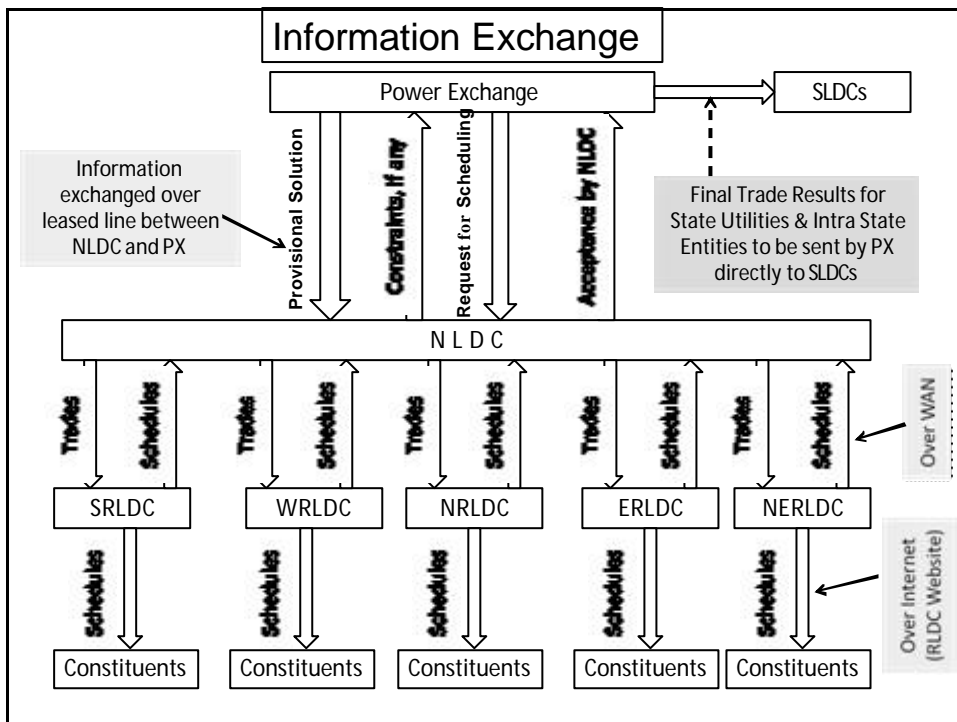 Information Exchange
Power Exchange
SLDCs
Information
exchanged over
leased line between
NLDC and PX
Provisional Solution
Constraints, If any
Request for Scheduling
Acceptance by NLDC
Final Trade Results for
State Utilities & Intra State
Entities to be sent by PX
directly to SLDCs
N L D C
Trades
Schedules
Trades
Schedules
Trades
Schedules
Trades
Schedules
Trades
Schedules
Over WAN
SRLDC
WRLDC
NRLDC
ERLDC
NERLDC
Schedules
Schedules
Schedules
Schedules
Schedules
Over Internet
(RLDC Website)
Constituents
Constituents
Constituents
Constituents
Constituents